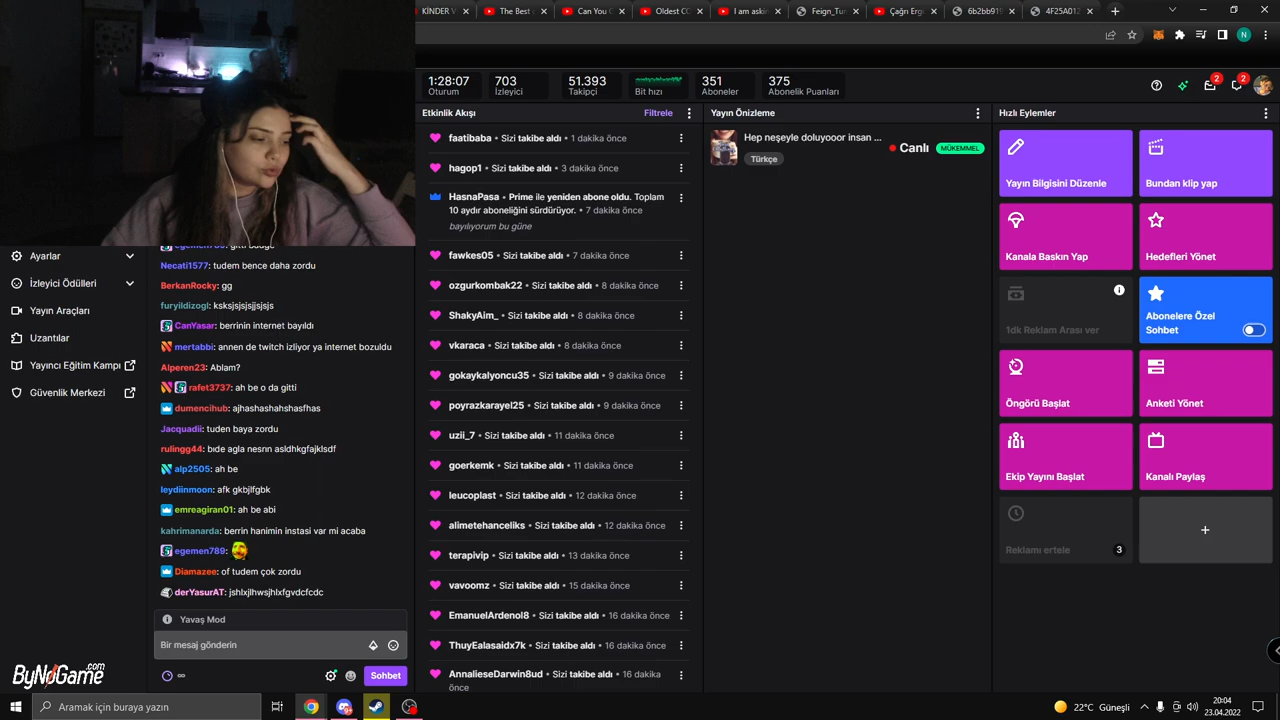 KİNDER V
The Best c
Can You C
Oldest CC
I am askin
Feign_Tur
Çağrı Ergi
6b2bb919
4F25A012
N
1:28:07
Oturum
703
İzleyici
51.393
Takipçi
Bit hızı
351
Aboneler
375
Abonelik Puanları
2
2
Etkinlik Akışı
Filtrele
faatibaba • Sizi takibe aldı • 1 dakika önce
hagop1 • Sizi takibe aldı • 3 dakika önce
HasnaPasa • Prime ile yeniden abone oldu. Toplam
10 aydır aboneliğini sürdürüyor. • 7 dakika önce
bayılıyorum bu güne
fawkes05 • Sizi takibe aldı • 7 dakika önce
ozgurkombak22 • Sizi takibe aldı • 8 dakika önce
ShakyAim_ • Sizi takibe aldı • 8 dakika önce
vkaraca • Sizi takibe aldı • 8 dakika önce
gokaykalyoncu35 • Sizi takibe aldı • 9 dakika önce
poyrazkarayel25 • Sizi takibe aldı • 9 dakika önce
uzii_7 • Sizi takibe aldı • 11 dakika önce
goerkemk • Sizi takibe aldı • 11 dakika önce
leucoplast • Sizi takibe aldı • 12 dakika önce
alimetehanceliks • Sizi takibe aldı • 12 dakika önce
terapivip • Sizi takibe aldı • 13 dakika önce
vavoomz • Sizi takibe aldı • 15 dakika önce
EmanuelArdenol8 • Sizi takibe aldı • 16 dakika önce
ThuyEalasaidx7k • Sizi takibe aldı • 16 dakika önce
AnnalieseDarwin8ud • Sizi takibe aldı • 16 dakika
önce
Yayın Önizleme
Hep neşeyle doluyooor insan ...
Türkçe
Canlı
MÜKEMMEL
Hızlı Eylemler
Yayın Bilgisini Düzenle
Bundan klip yap
Kanala Baskın Yap
Hedefleri Yönet
1dk Reklam Arası ver
Abonelere Özel
Sohbet
Öngörü Başlat
Anketi Yönet
Ekip Yayını Başlat
Kanalı Paylaş
Reklamı ertele
3
Ayarlar
İzleyici Ödülleri
Yayın Araçları
Uzantılar
Yayıncı Eğitim Kampı
Güvenlik Merkezi
Necati1577: tudem bence daha zordu
BerkanRocky: gg
furyildizogl: ksksjsjsjsjjsjsjs
CanYasar: berrinin internet bayıldı
mertabbi: annen de twitch izliyor ya internet bozuldu
Alperen23: Ablam?
rafet3737: ah be o da gitti
dumencihub: ajhashashahshasfhas
Jacquadii: tuden baya zordu
rulingg44: bıde agla nesrın asldhkgfajklsdf
alp2505: ah be
leydiinmoon: afk gkbjlfgbk
emreagiran01: ah be abi
kahrimanarda: berrin hanimin instasi var mi acaba
egemen789:
Diamazee: of tudem çok zordu
derYasurAT: jshlxjlhwsjhlxfgvdcfcdc
Yavaş Mod
Bir mesaj gönderin
Sohbet
ByNoGame.com
Aramak için buraya yazın
22°C Güneşli
20:04
23.04.2022